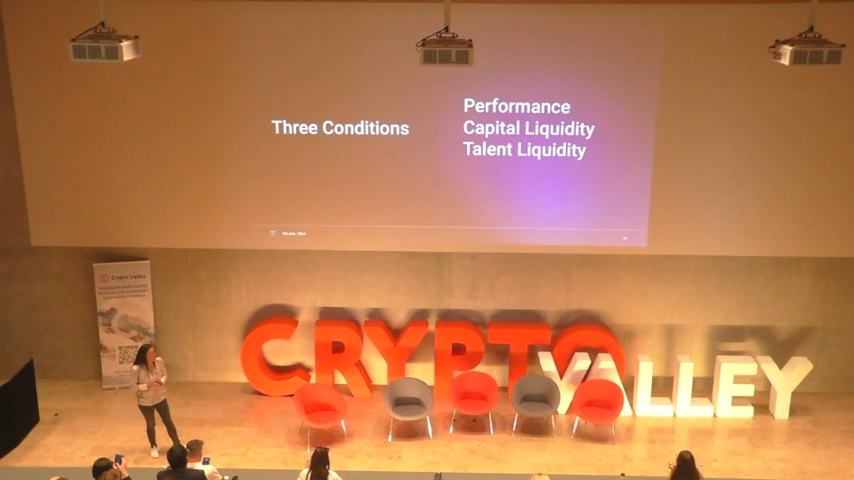 Three Conditions
Performance
Capital Liquidity
Talent Liquidity
Crypto Valley
CRYPTO
VALLEY